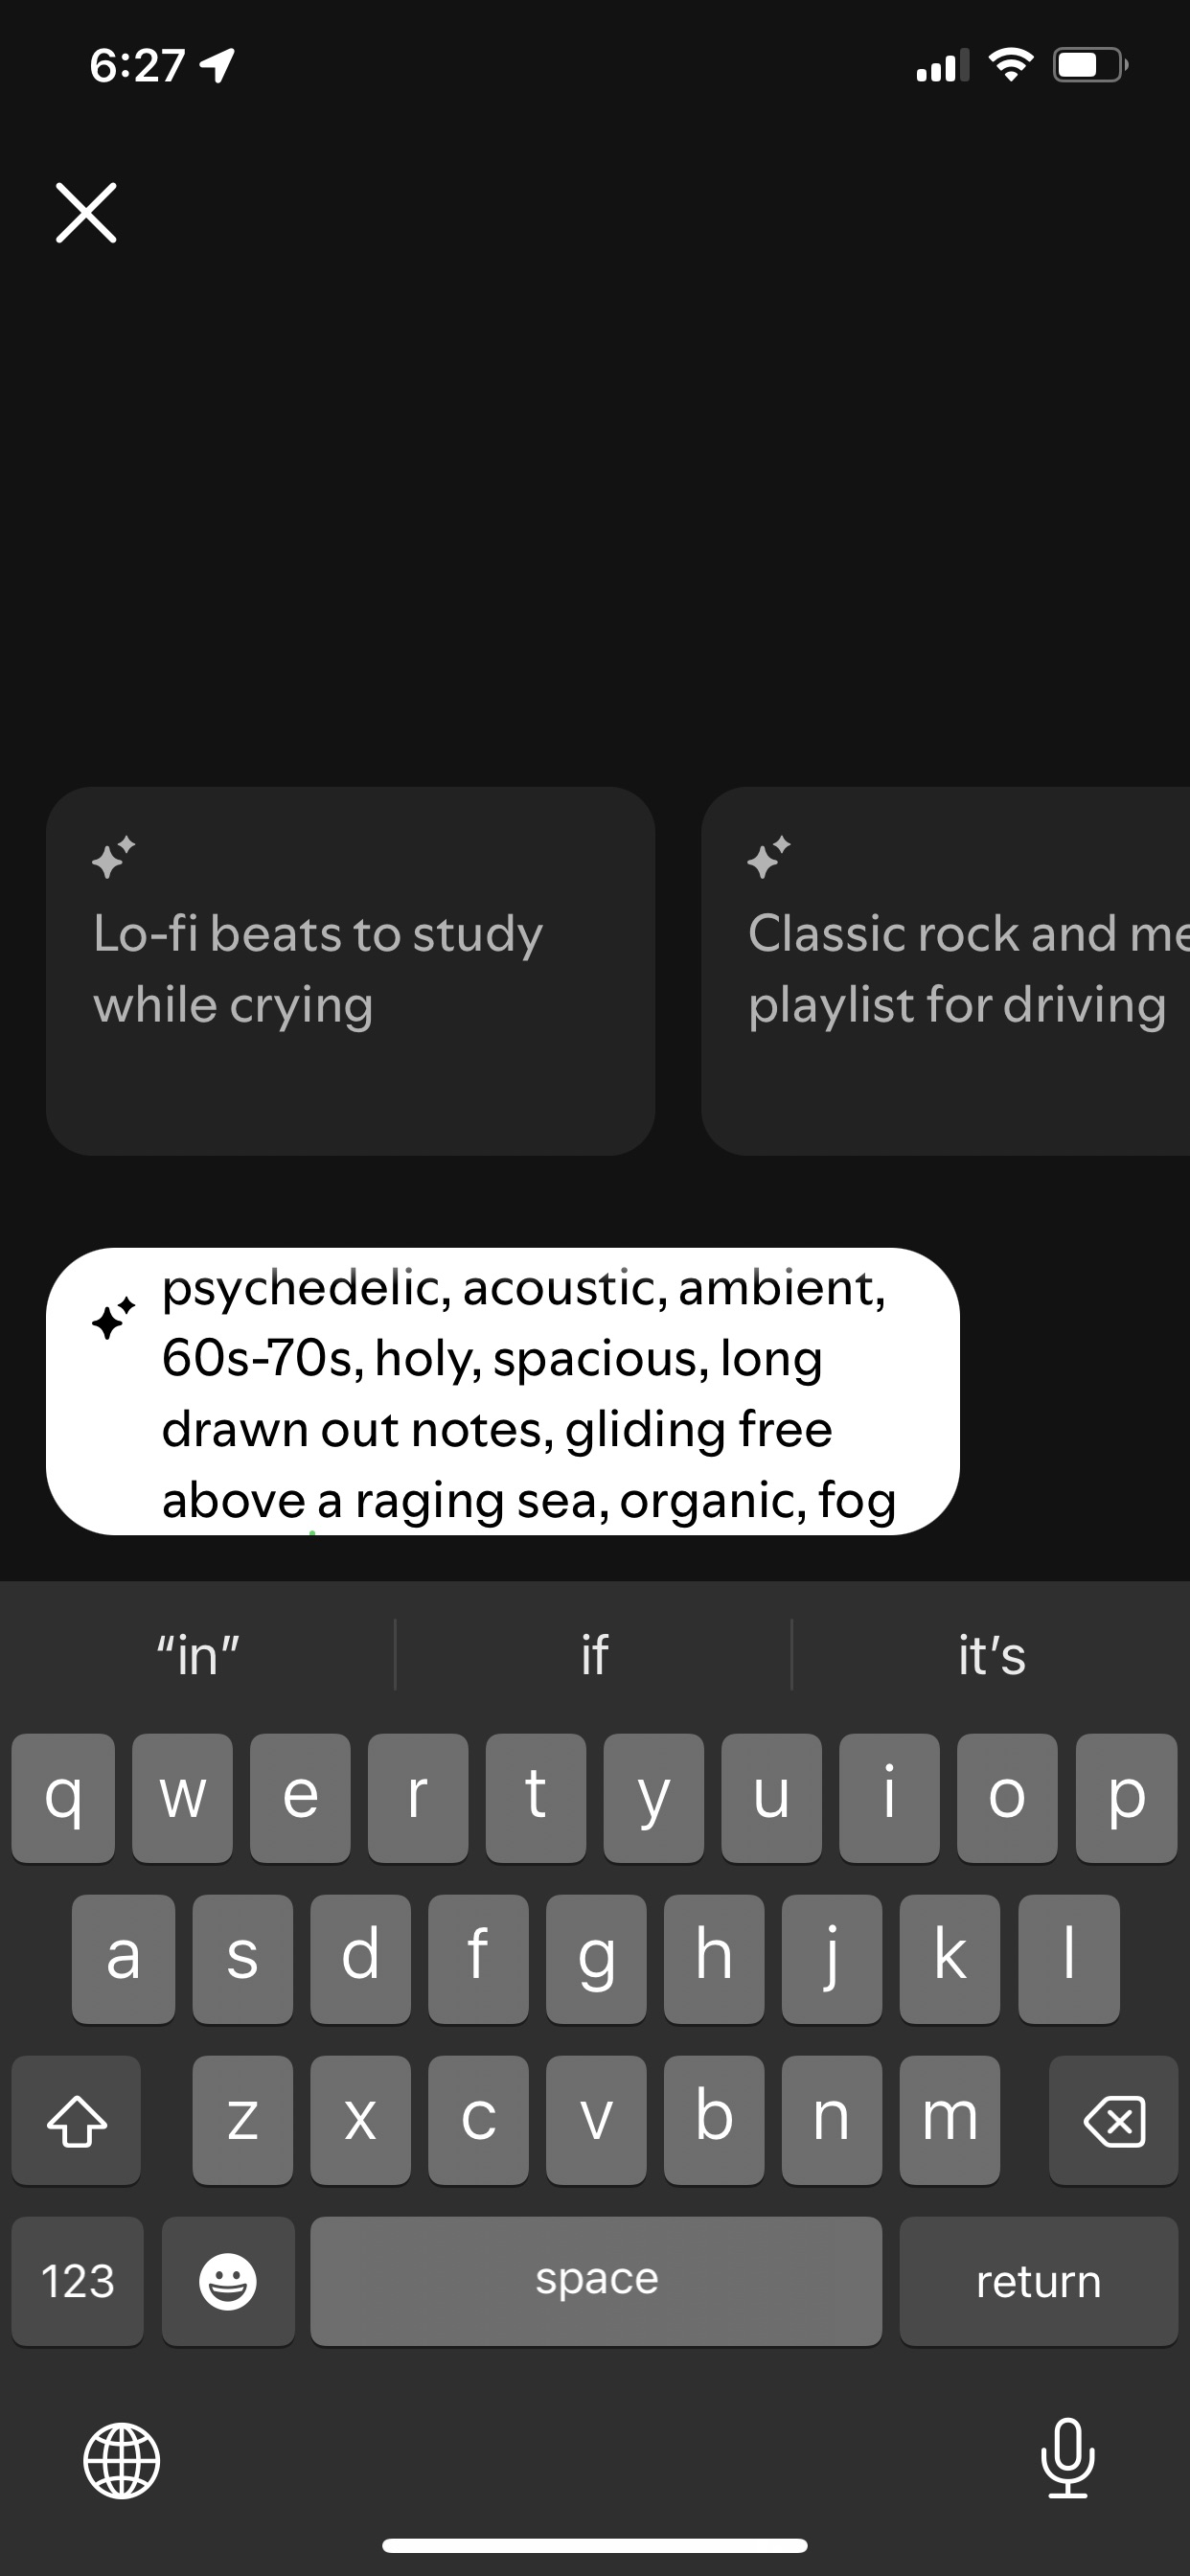 6:27
Lo-fi beats to study
while crying
Classic rock and me
playlist for driving
psychedelic, acoustic, ambient,
60s-70s, holy, spacious, long
drawn out notes, gliding free
above a raging sea, organic, fog
“in”
if
it’s
q w e r t y u i o p
a s d f g h j k l
z x c v b n m
123
space
return